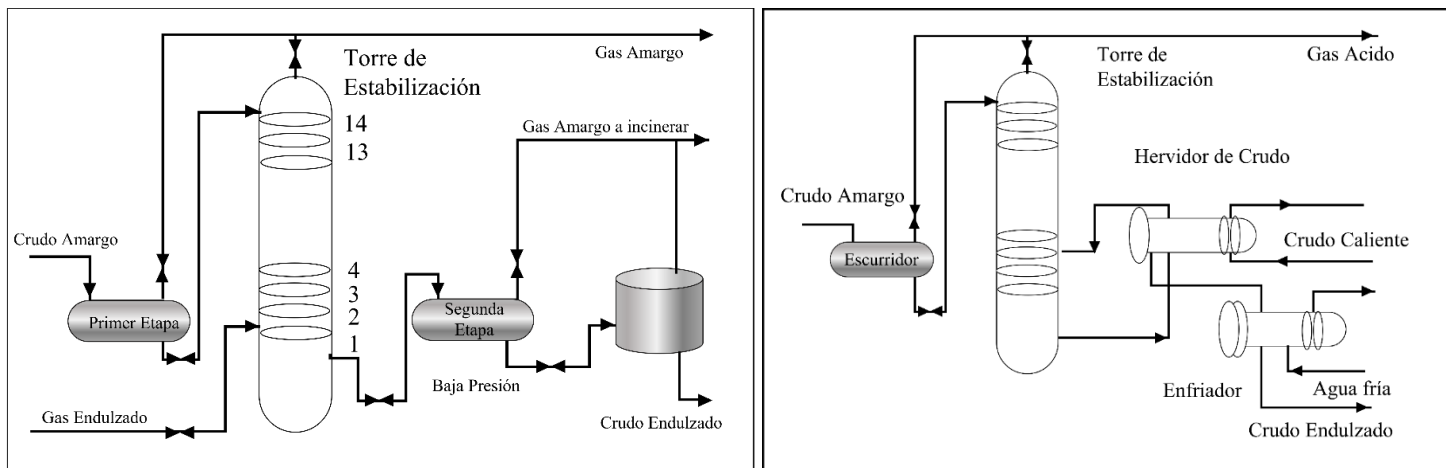 Gas Amargo
Torre de
Estabilización
14
13
Gas Amargo a incinerar
Crudo Amargo
4
3
2
1
Primer Etapa
Segunda
Etapa
Baja Presión
Gas Endulzado
Crudo Endulzado
Gas Acido
Torre de
Estabilización
Hervidor de Crudo
Crudo Amargo
Escurridor
Crudo Caliente
Enfriador
Agua fría
Crudo Endulzado